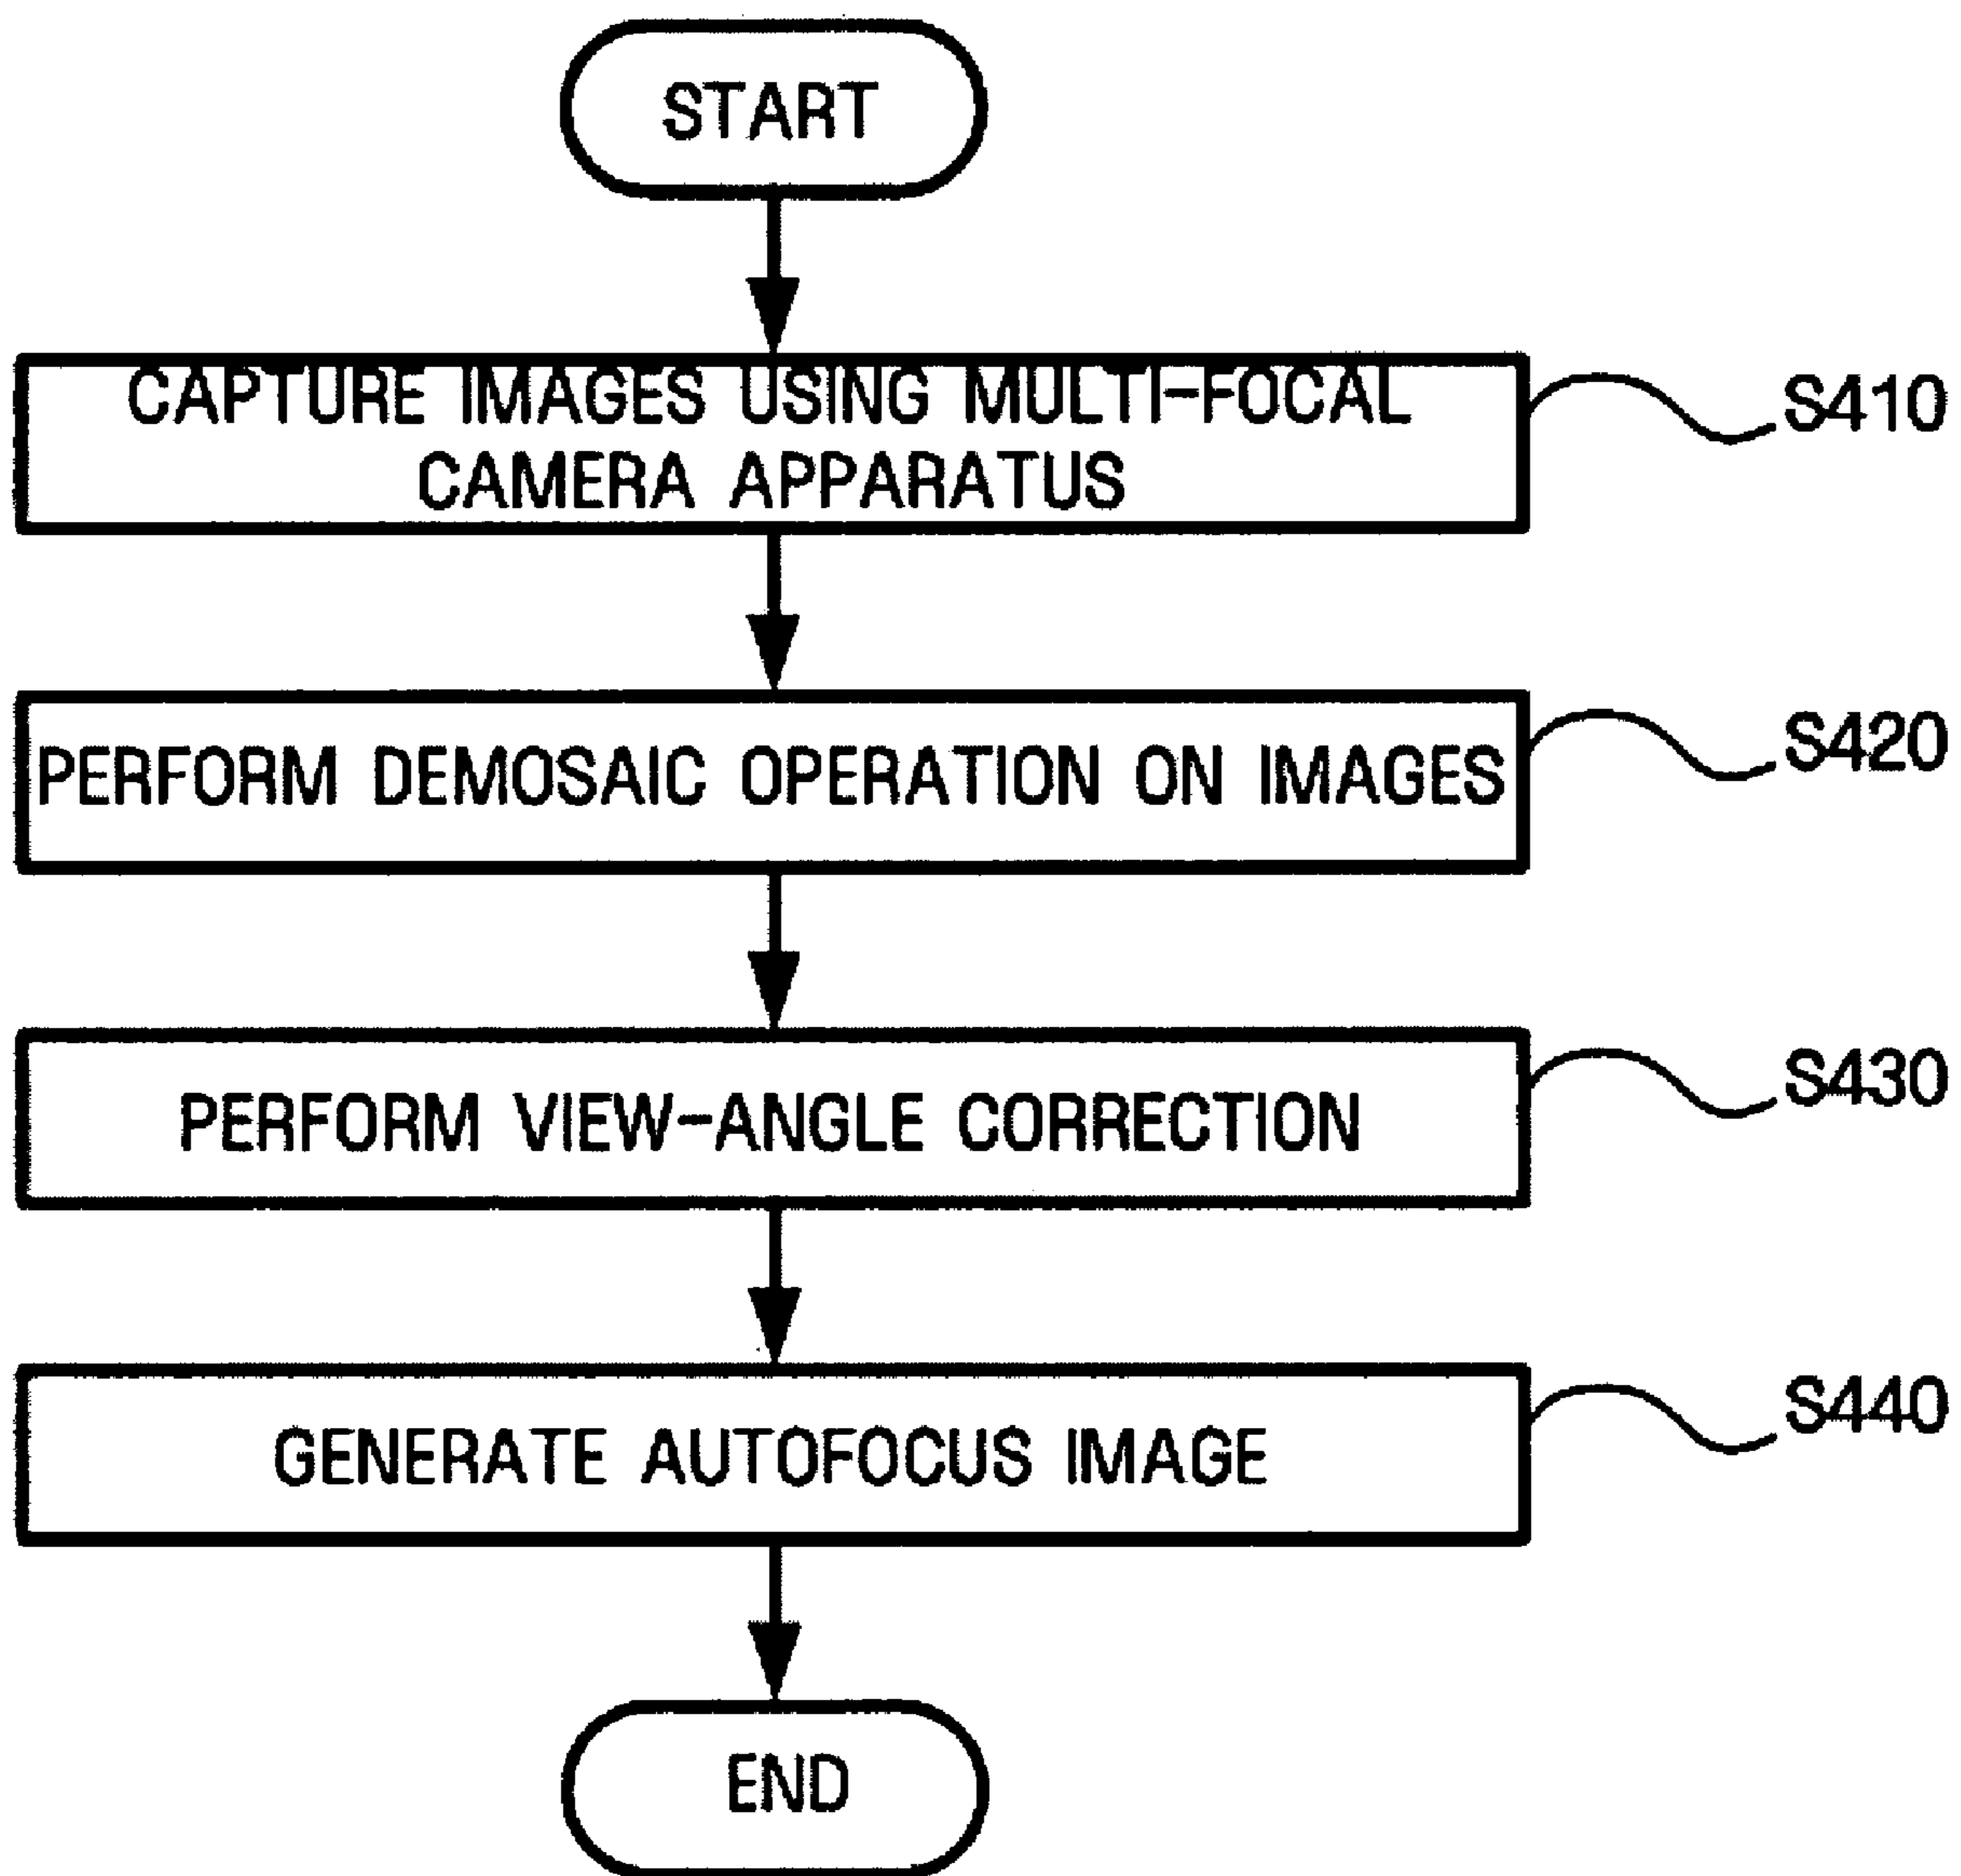 START
CAPTURE IMAGES USING MULTI-FOCAL
CAMERA APPARATUS
S410
PERFORM DEMOSAIC OPERATION ON IMAGES
S420
PERFORM VIEW-ANGLE CORRECTION
S430
GENERATE AUTOFOCUS IMAGE
S440
END